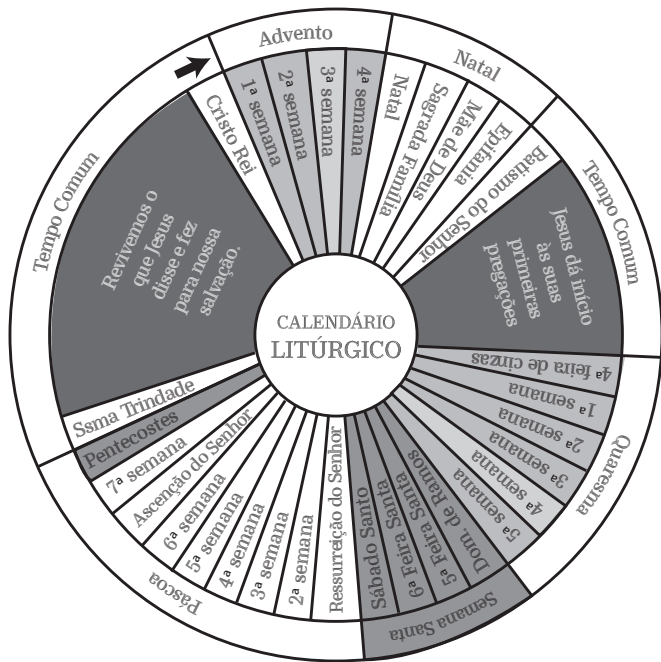 CALENDÁRIO
LITÚRGICO
Advento
1ª semana
2ª semana
3ª semana
4ª semana
Natal
Natal
Sagrada Família
Mãe de Deus
Epifania
Batismo do Senhor
Tempo Comum
Jesus dá início
às suas
primeiras
pregações
Quaresma
4ª feira de cinzas
1ª semana
2ª semana
3ª semana
4ª semana
5ª semana
Semana Santa
Dom. de Ramos
5ª Feira Santa
6ª Feira Santa
Sábado Santo
Páscoa
Ressurreição do Senhor
2ª semana
3ª semana
4ª semana
5ª semana
6ª semana
Ascenção do Senhor
7ª semana
Pentecostes
Tempo Comum
Ssma Trindade
Revivemos o
que Jesus
disse e fez
para nossa
salvação.
Cristo Rei